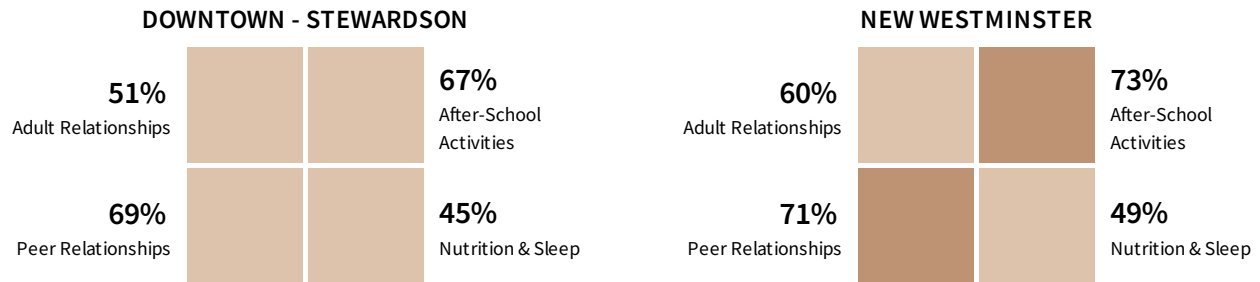 DOWNTOWN - STEWARDSON
51%
Adult Relationships
67%
After-School
Activities
69%
Peer Relationships
45%
Nutrition & Sleep
NEW WESTMINSTER
60%
Adult Relationships
73%
After-School
Activities
71%
Peer Relationships
49%
Nutrition & Sleep